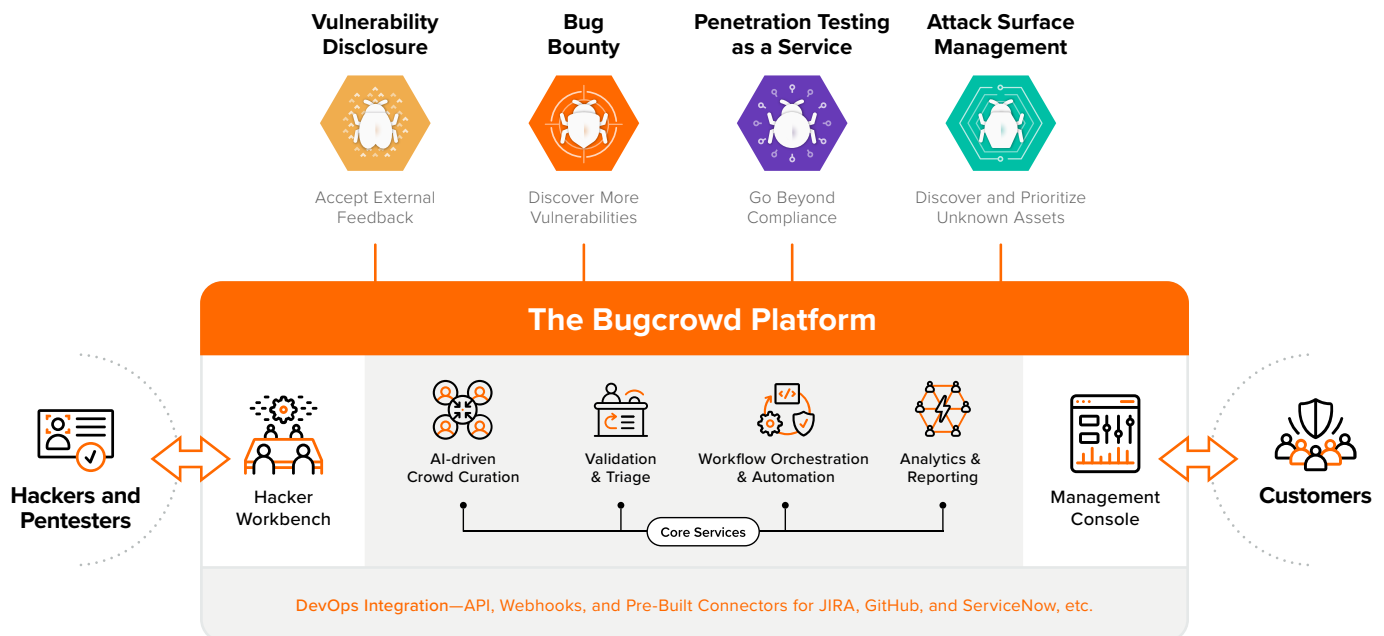 Vulnerability
Disclosure
Bug
Bounty
Penetration Testing
as a Service
Attack Surface
Management
Accept External
Feedback
Discover More
Vulnerabilities
Go Beyond
Compliance
Discover and Prioritize
Unknown Assets
The Bugcrowd Platform
Hackers and
Pentesters
Hacker
Workbench
AI-driven
Crowd Curation
Validation
& Triage
Workflow Orchestration
& Automation
Analytics &
Reporting
Core Services
Management
Console
Customers
DevOps Integration—API, Webhooks, and Pre-Built Connectors for JIRA, GitHub, and ServiceNow, etc.